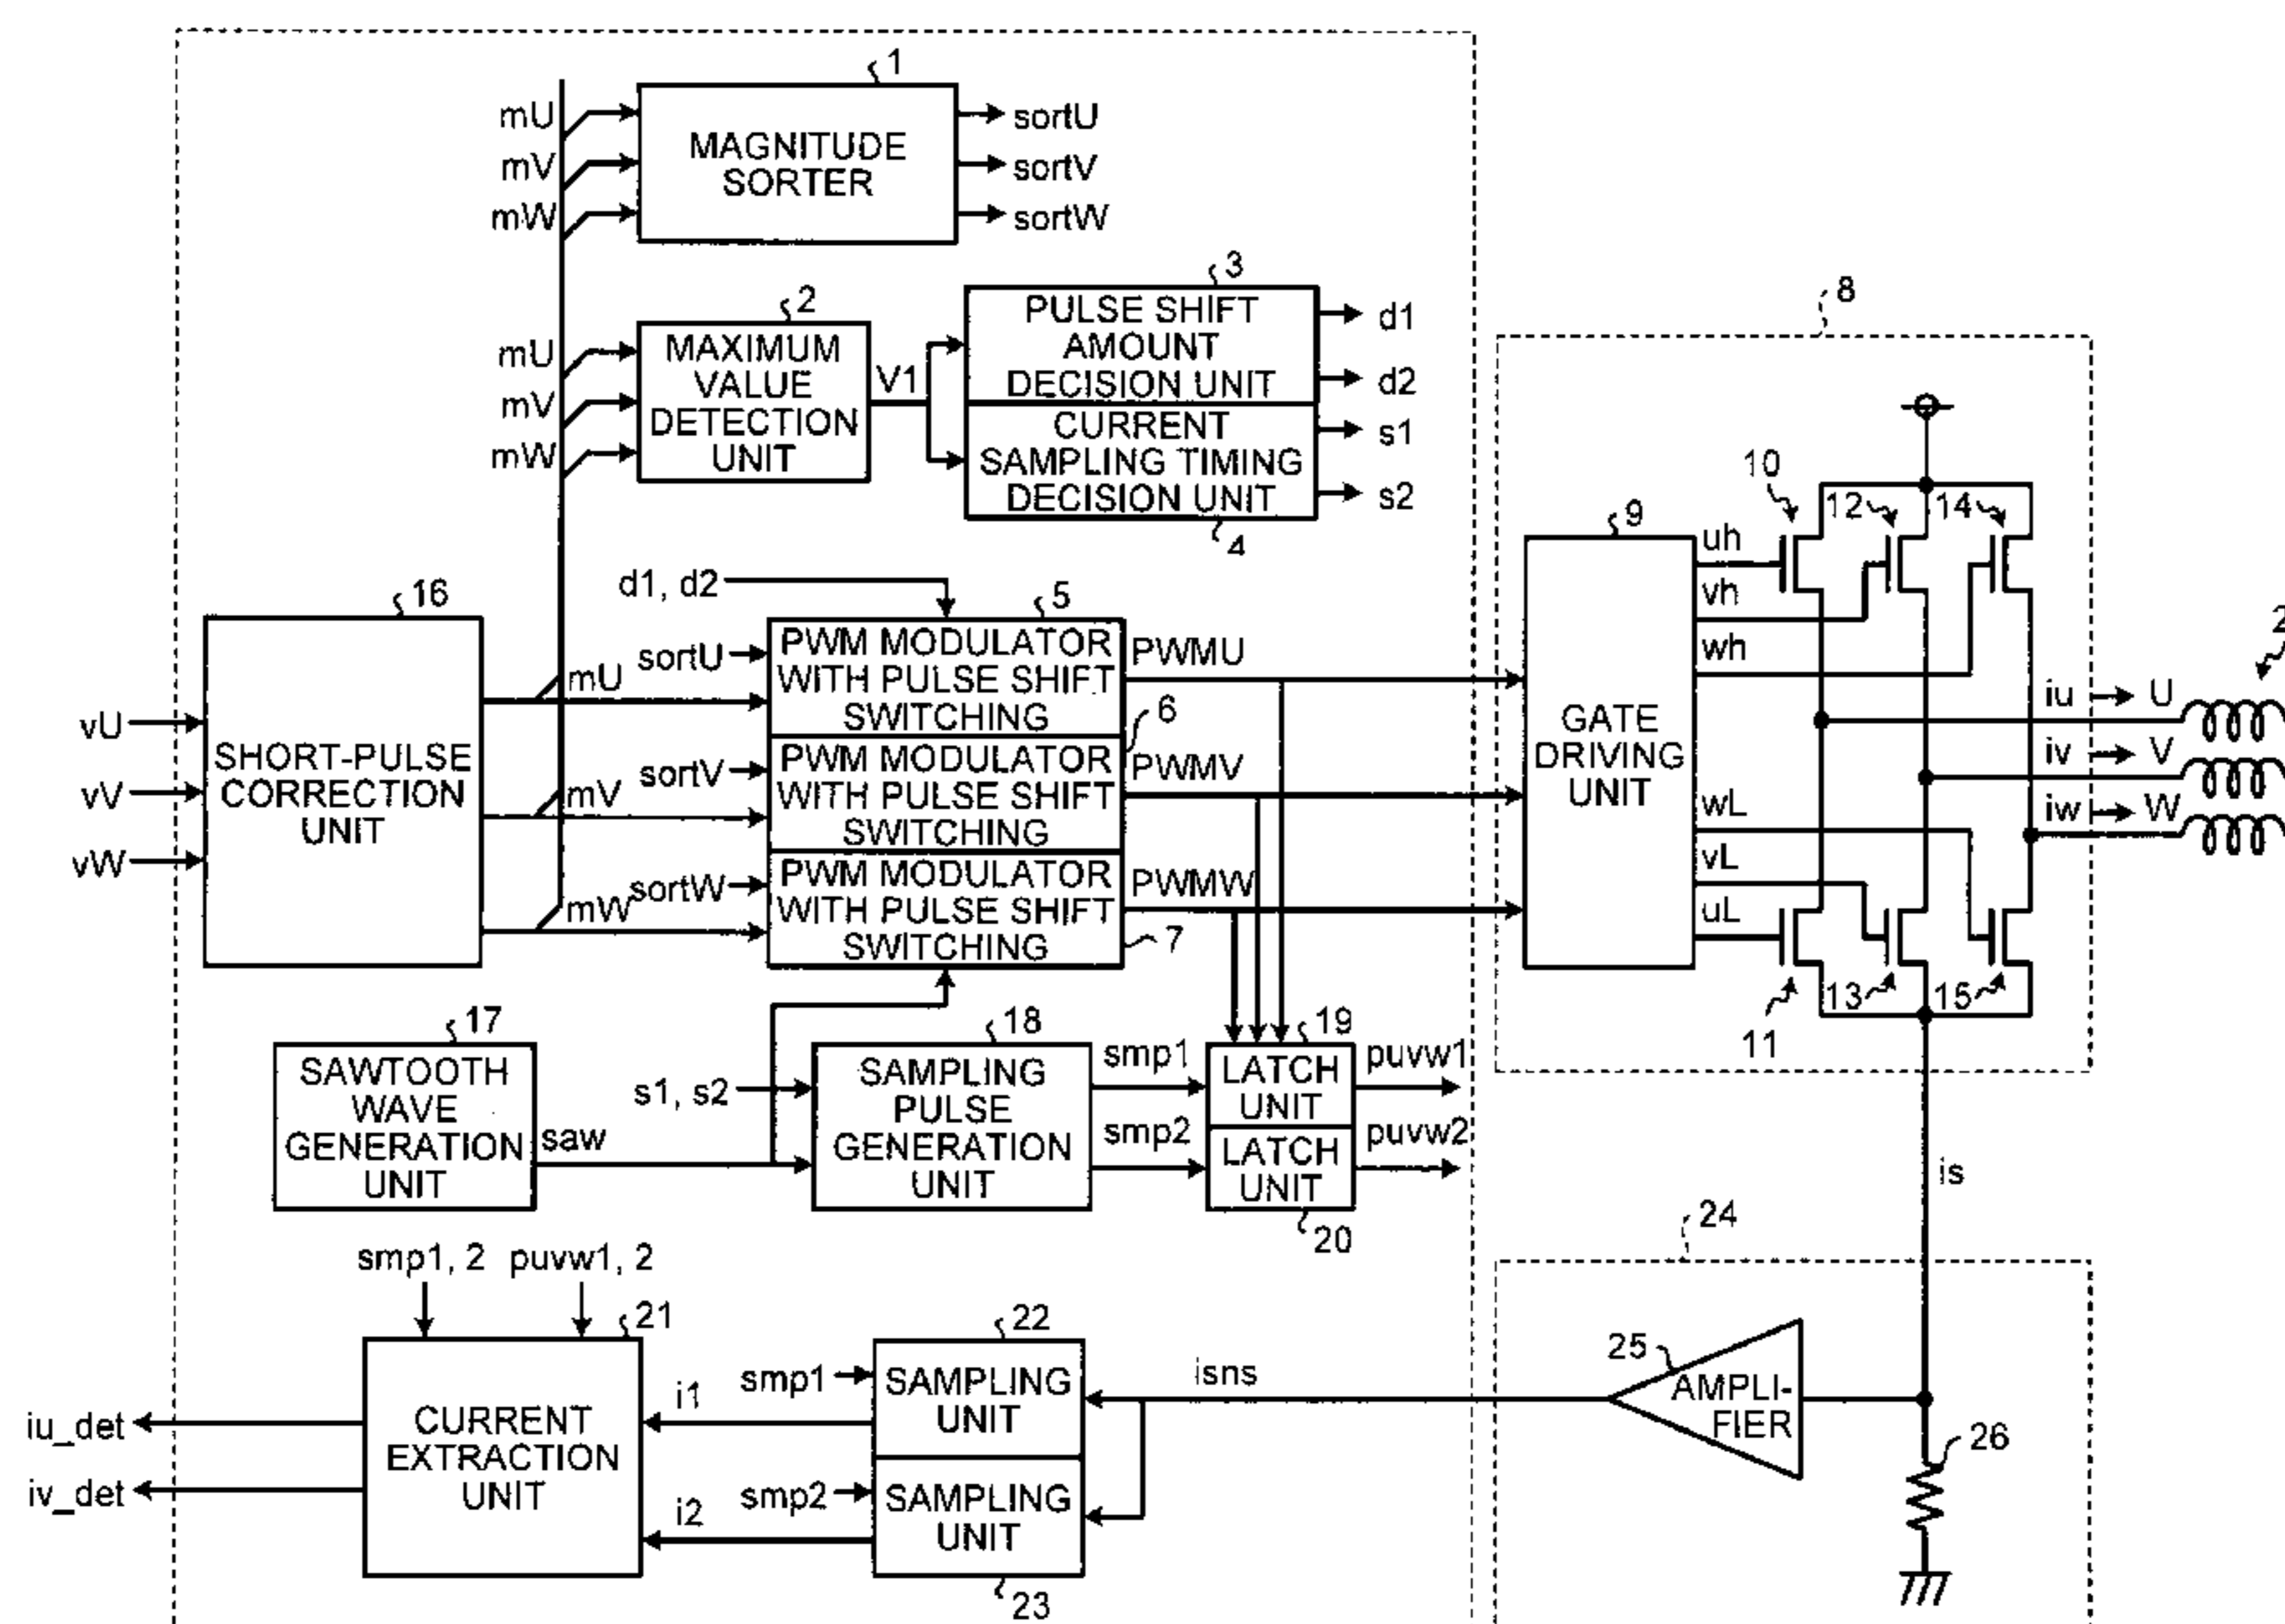 1
mU
mV
mW
MAGNITUDE
SORTER
sortU
sortV
sortW
2
mU
mV
mW
MAXIMUM
VALUE
DETECTION
UNIT
V1
3
PULSE SHIFT
AMOUNT
DECISION UNIT
d1
d2
CURRENT
SAMPLING TIMING
DECISION UNIT
s1
s2
4
d1, d2
16
vU
vV
vW
SHORT-PULSE
CORRECTION
UNIT
mU
mV
mW
sortU
sortV
sortW
5
PWM MODULATOR
WITH PULSE SHIFT
SWITCHING
6
PWM MODULATOR
WITH PULSE SHIFT
SWITCHING
PWM MODULATOR
WITH PULSE SHIFT
SWITCHING
7
PWMU
PWMV
PWMW
8
9
GATE
DRIVING
UNIT
uh
vh
wh
wL
vL
uL
10
12
14
11
13
15
iu
U
iv
V
iw
W
17
SAWTOOTH
WAVE
GENERATION
UNIT
saw
s1, s2
18
SAMPLING
PULSE
GENERATION
UNIT
smp1
smp2
19
LATCH
UNIT
LATCH
UNIT
20
puvw1
puvw2
is
smp1, 2
puvw1, 2
21
CURRENT
EXTRACTION
UNIT
iu_det
iv_det
i1
i2
22
smp1
SAMPLING
UNIT
smp2
SAMPLING
UNIT
23
isns
24
25
AMPLI-
FIER
26